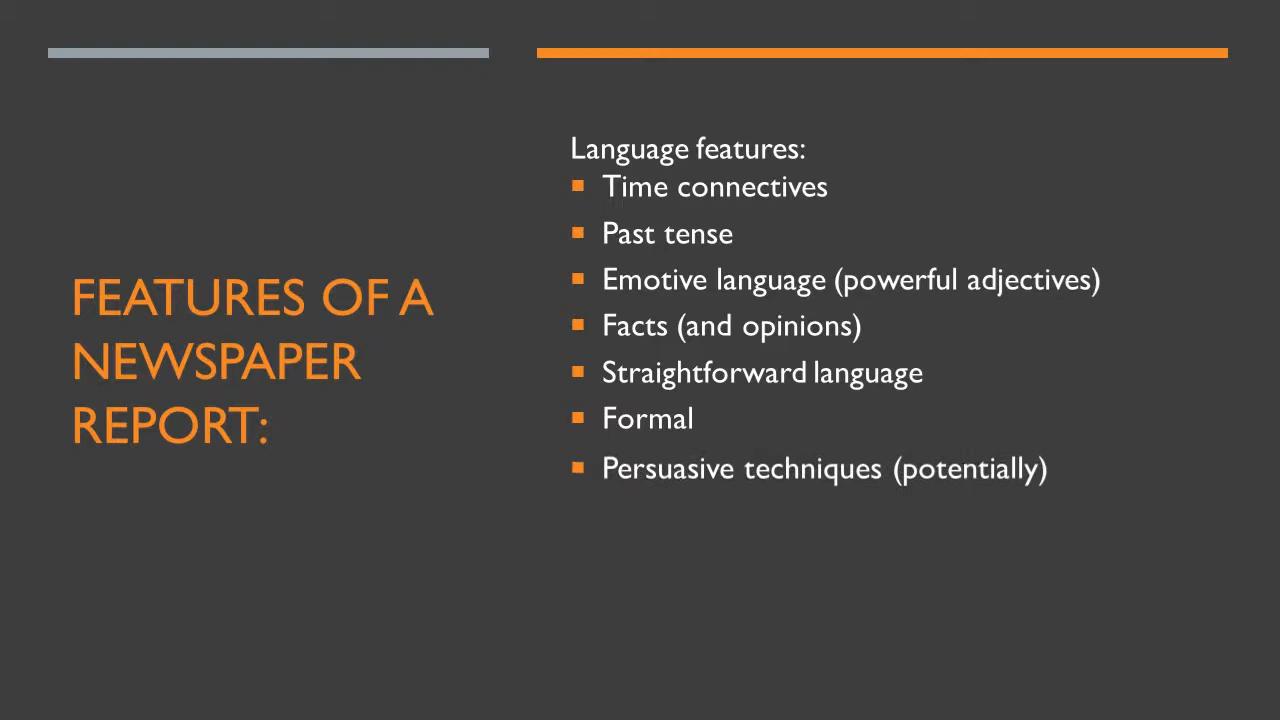 FEATURES OF A
NEWSPAPER
REPORT:
Language features:
Time connectives
Past tense
Emotive language (powerful adjectives)
Facts (and opinions)
Straightforward language
Formal
Persuasive techniques (potentially)